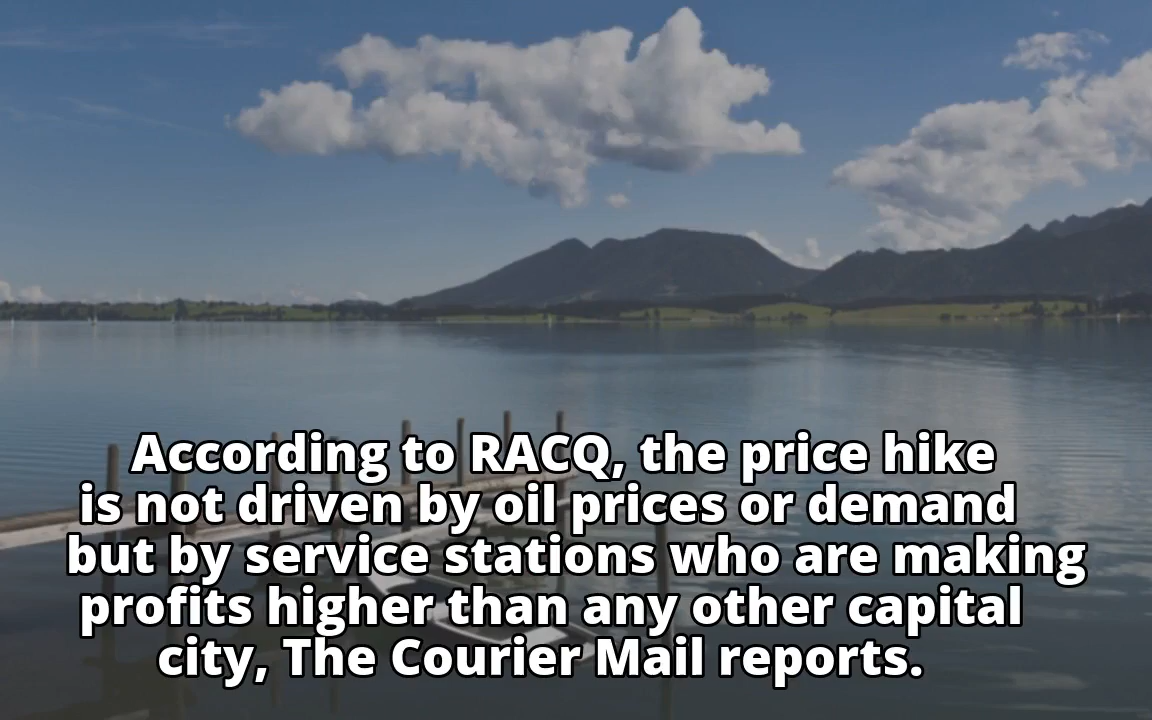 According to RACQ, the price hike
is not driven by oil prices or demand
but by service stations who are making
profits higher than any other capital
city, The Courier Mail reports.